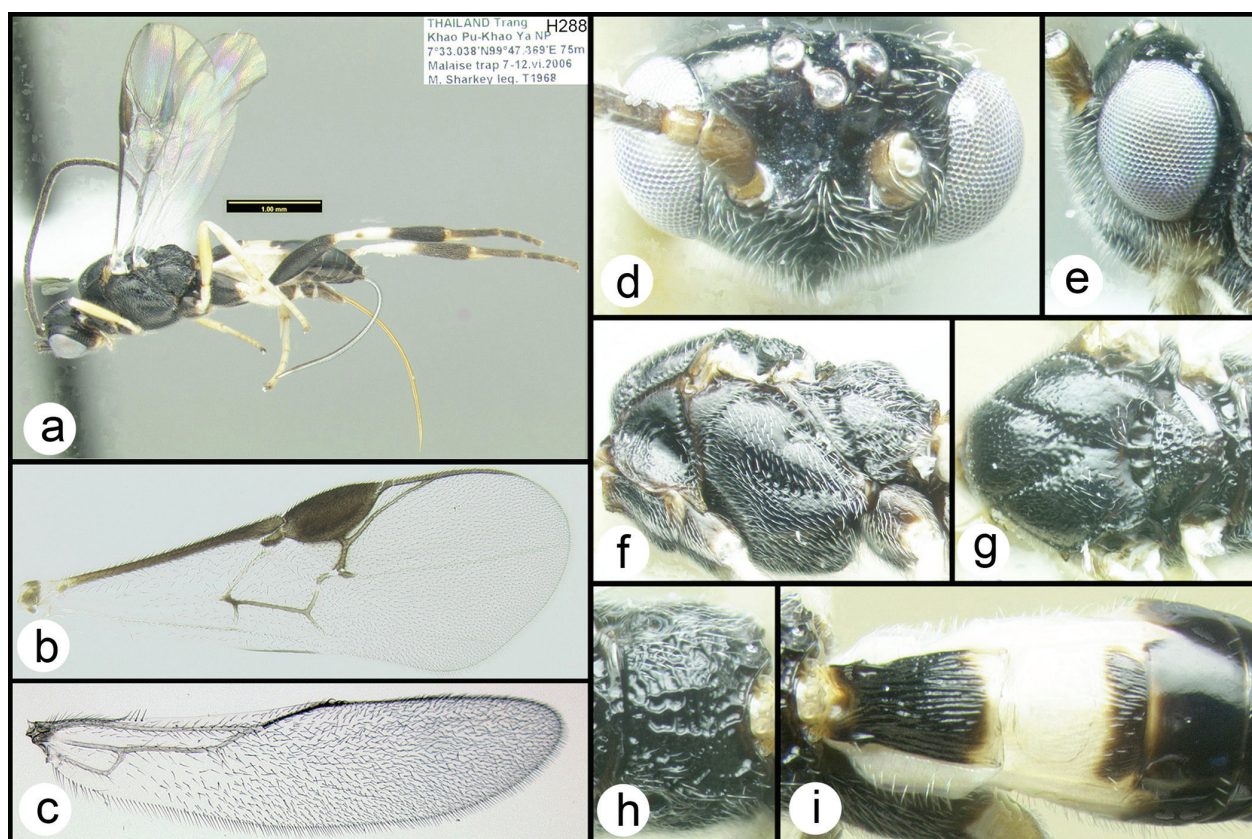 THAILAND Trang
H288
Khao Pu-Khao Ya NP
7°33.038'N99°47.369'E 75m
Malaise trap 7-12.vi.2006
M. Sharkey leg. T1968
1.00 mm
a
b
c
d
e
f
g
h
i